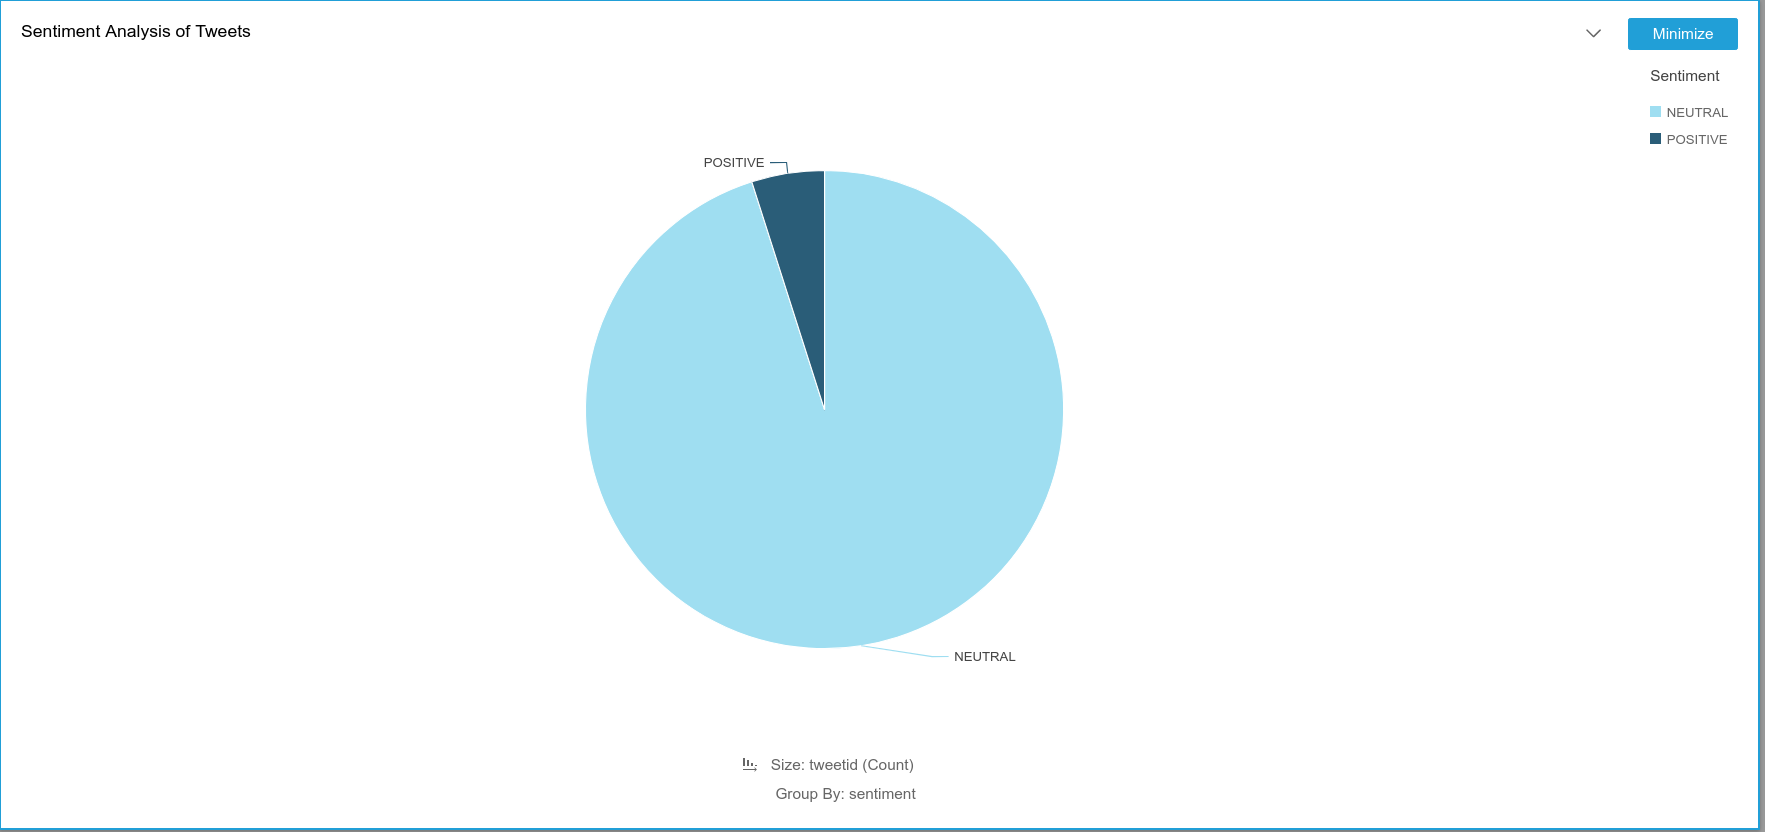 Sentiment Analysis of Tweets
Minimize
Sentiment
NEUTRAL
POSITIVE
POSITIVE
NEUTRAL
Size: tweetid (Count)
Group By: sentiment